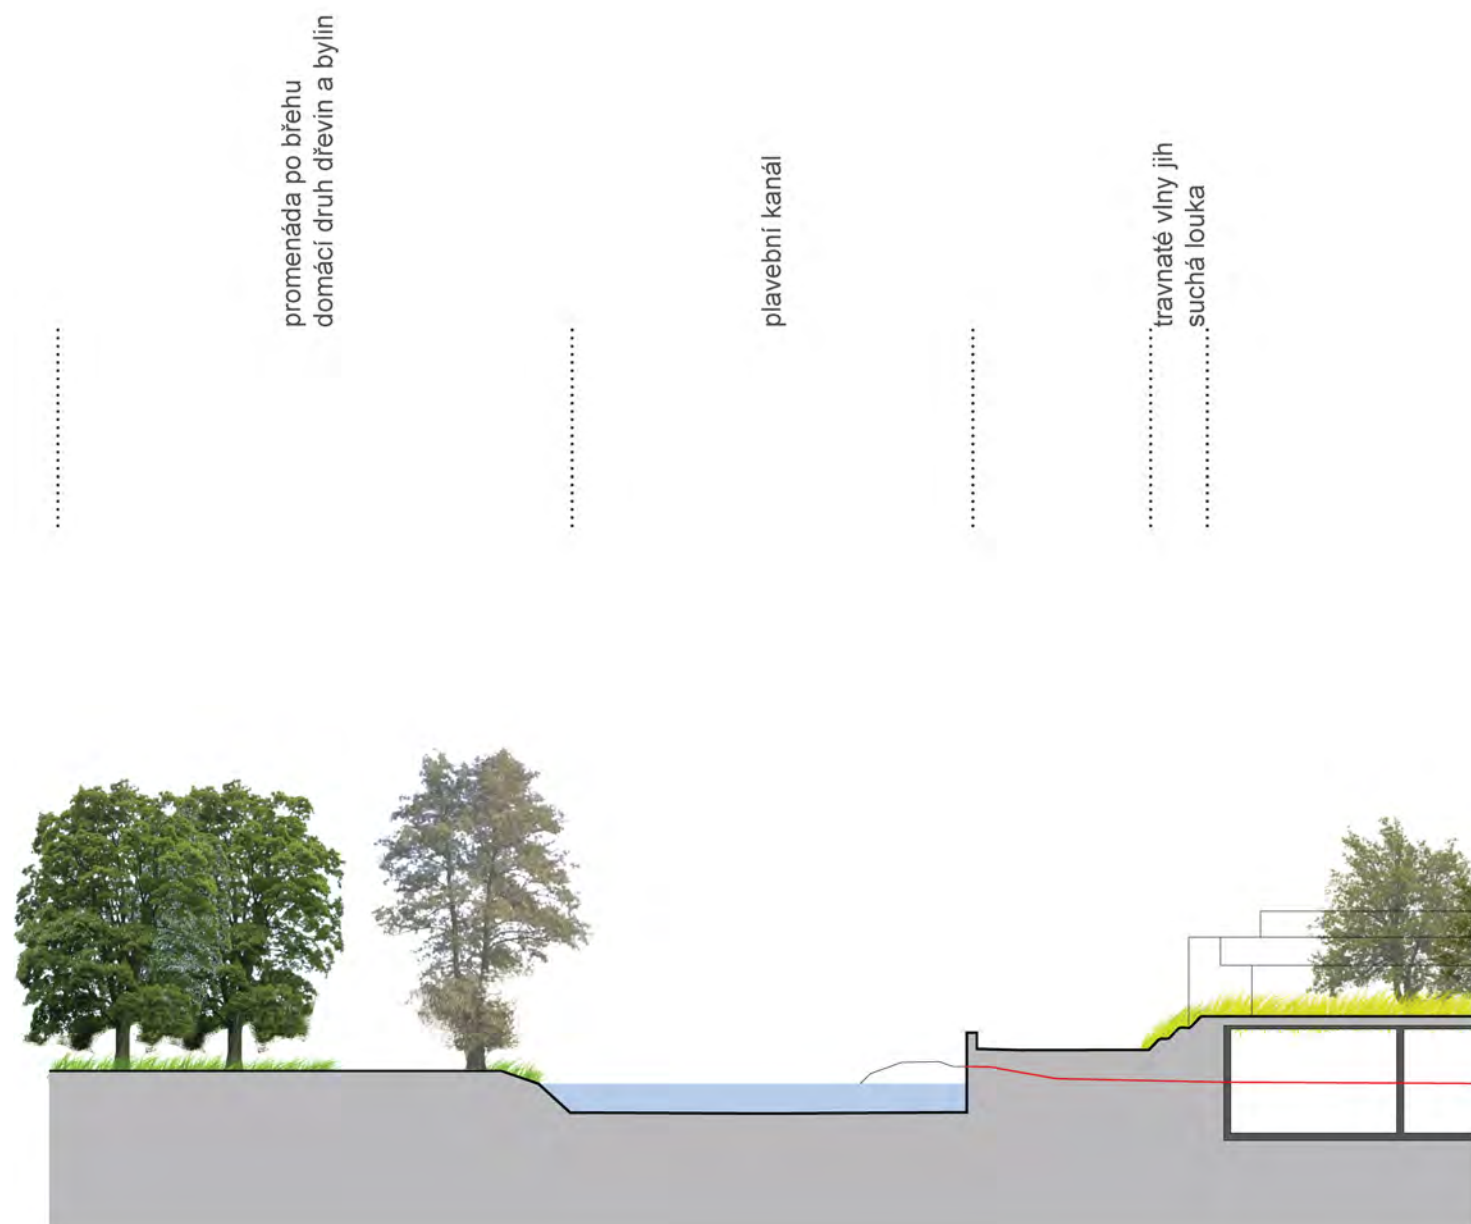 promenáda po břehu
domácí druh dřevin a bylin
plavební kanál
travnaté vlny jih
suchá louka